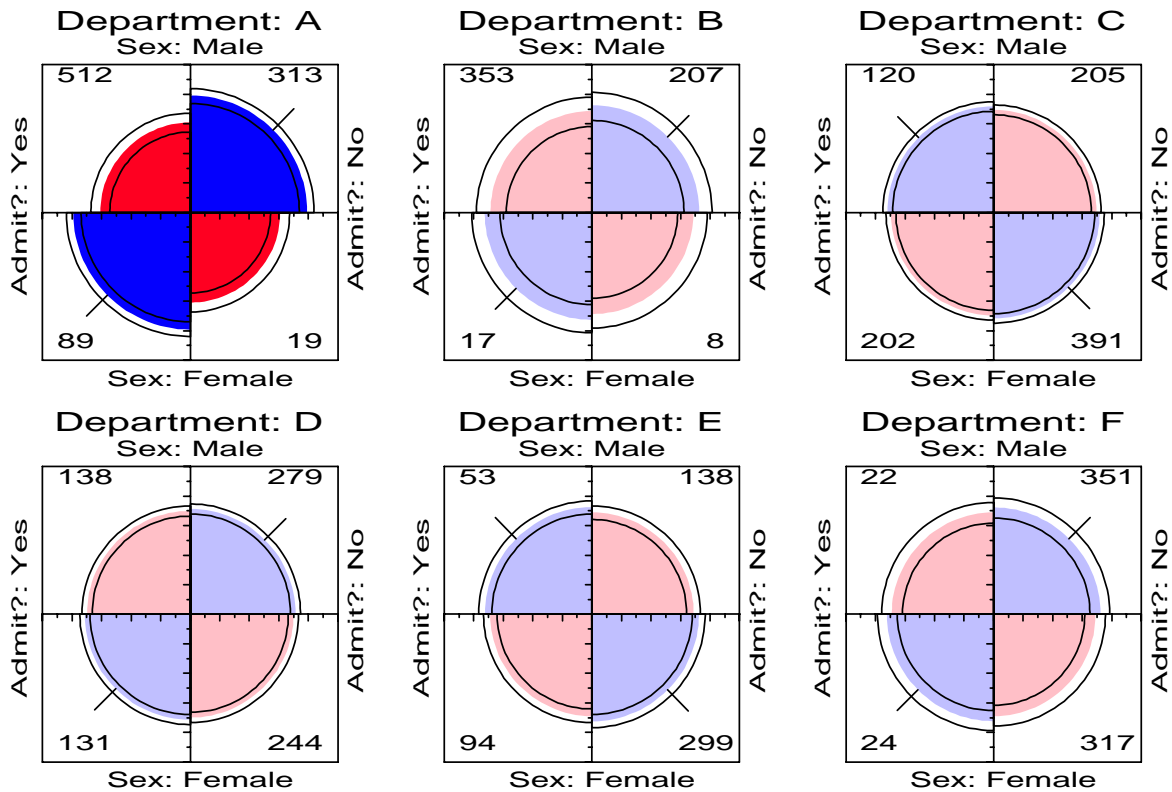 Department: A
Sex: Male
512 313
Admit?: Yes
Admit?: No
89 19
Sex: Female
Department: B
Sex: Male
353 207
Admit?: Yes
Admit?: No
17 8
Sex: Female
Department: C
Sex: Male
120 205
Admit?: Yes
Admit?: No
202 391
Sex: Female
Department: D
Sex: Male
138 279
Admit?: Yes
Admit?: No
131 244
Sex: Female
Department: E
Sex: Male
53 138
Admit?: Yes
Admit?: No
94 299
Sex: Female
Department: F
Sex: Male
22 351
Admit?: Yes
Admit?: No
24 317
Sex: Female